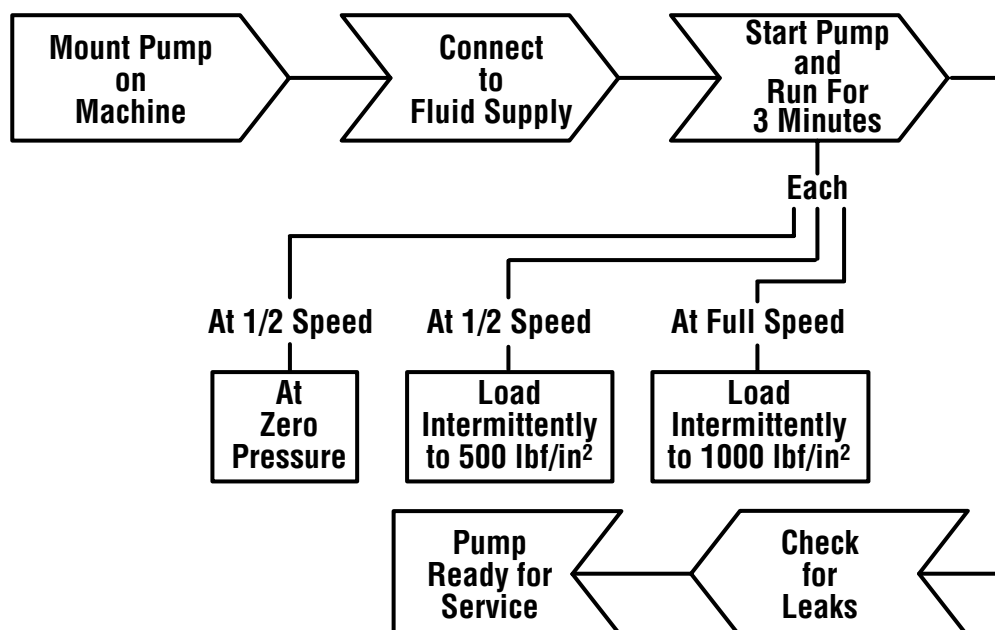 Mount Pump
on
Machine
Connect
to
Fluid Supply
Start Pump
and
Run For
3 Minutes
Each
At 1/2 Speed
At 1/2 Speed
At Full Speed
At
Zero
Pressure
Load
Intermittently
to 500 lbf/in²
Load
Intermittently
to 1000 lbf/in²
Check
for
Leaks
Pump
Ready for
Service